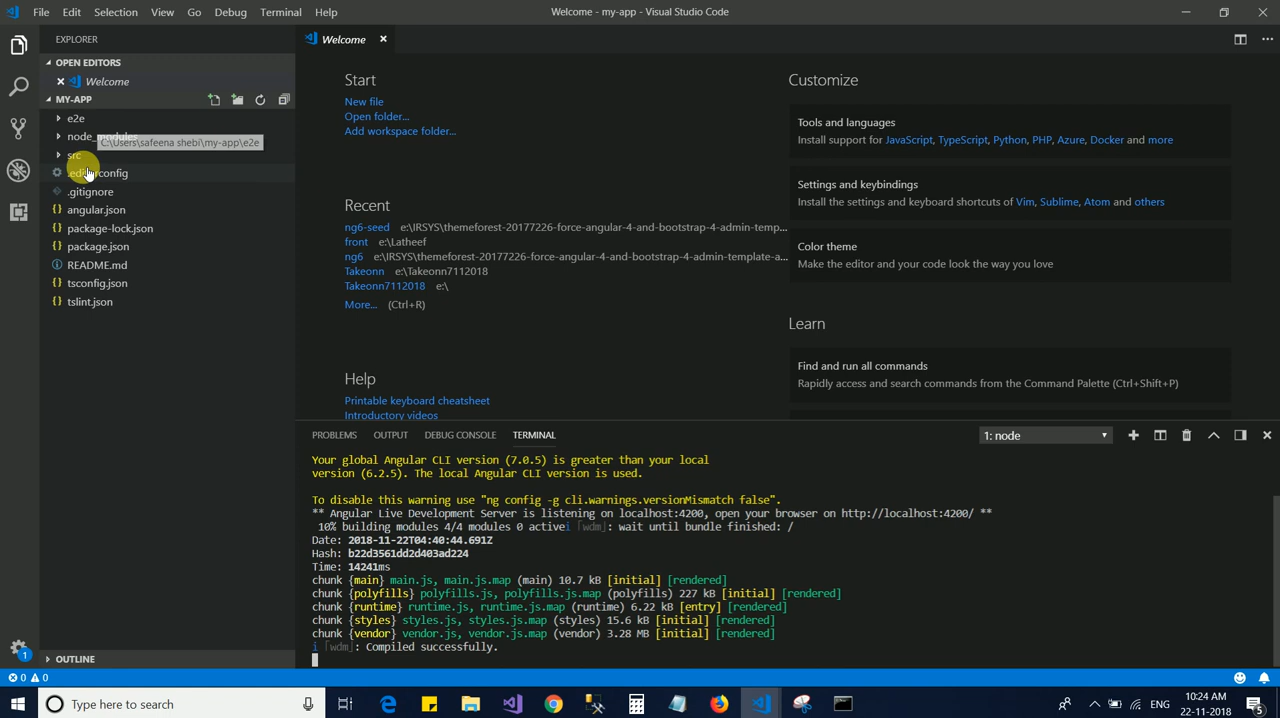 File Edit Selection View Go Debug Terminal Help
Welcome - my-app - Visual Studio Code
EXPLORER
OPEN EDITORS
Welcome
MY-APP
e2e
node_modules
C:\Users\safeena shebi\my-app\e2e
src
.editorconfig
.gitignore
angular.json
package-lock.json
package.json
README.md
tsconfig.json
tslint.json
OUTLINE
Welcome
Start
New file
Open folder...
Add workspace folder...
Recent
ng6-seed e:\IRSYS\themeforest-20177226-force-angular-4-and-bootstrap-4-admin-temp...
front e:\Latheef
ng6 e:\IRSYS\themeforest-20177226-force-angular-4-and-bootstrap-4-admin-template-a...
Takeonn e:\Takeonn7112018
Takeonn7112018 e:\
More... (Ctrl+R)
Help
Printable keyboard cheatsheet
Introductory videos
Customize
Tools and languages
Install support for JavaScript, TypeScript, Python, PHP, Azure, Docker and more
Settings and keybindings
Install the settings and keyboard shortcuts of Vim, Sublime, Atom and others
Color theme
Make the editor and your code look the way you love
Learn
Find and run all commands
Rapidly access and search commands from the Command Palette (Ctrl+Shift+P)
PROBLEMS OUTPUT DEBUG CONSOLE TERMINAL
1: node
Your global Angular CLI version (7.0.5) is greater than your local
version (6.2.5). The local Angular CLI version is used.
To disable this warning use "ng config -g cli.warnings.versionMismatch false".
** Angular Live Development Server is listening on localhost:4200, open your browser on http://localhost:4200/ **
10% building modules 4/4 modules 0 activei ｢wdm｣: wait until bundle finished: /
Date: 2018-11-22T04:40:44.691Z
Hash: b22d3561dd2d403ad224
Time: 14241ms
chunk {main} main.js, main.js.map (main) 10.7 kB [initial] [rendered]
chunk {polyfills} polyfills.js, polyfills.js.map (polyfills) 227 kB [initial] [rendered]
chunk {runtime} runtime.js, runtime.js.map (runtime) 6.22 kB [entry] [rendered]
chunk {styles} styles.js, styles.js.map (styles) 15.6 kB [initial] [rendered]
chunk {vendor} vendor.js, vendor.js.map (vendor) 3.28 MB [initial] [rendered]
i ｢wdm｣: Compiled successfully.
1
0 0
Type here to search
ENG
10:24 AM
22-11-2018
5